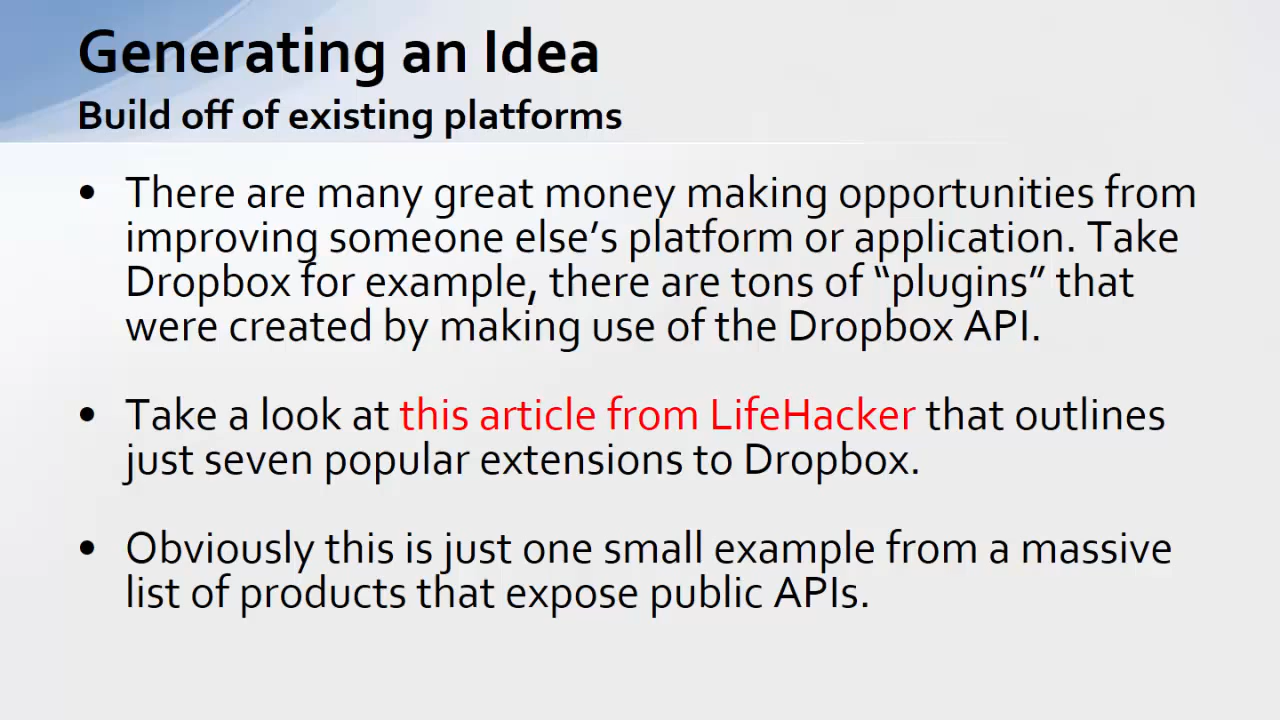 Generating an Idea
Build off of existing platforms
• There are many great money making opportunities from
improving someone else’s platform or application. Take
Dropbox for example, there are tons of “plugins” that
were created by making use of the Dropbox API.
• Take a look at this article from LifeHacker that outlines
just seven popular extensions to Dropbox.
• Obviously this is just one small example from a massive
list of products that expose public APIs.